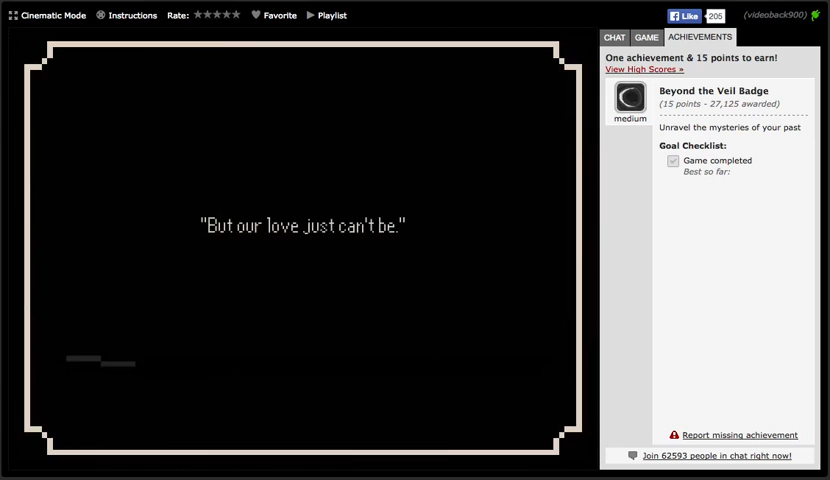 Cinematic Mode Instructions Rate: Favorite Playlist Like 205 (videoback900)
CHAT GAME ACHIEVEMENTS
One achievement & 15 points to earn!
View High Scores »
Beyond the Veil Badge
(15 points - 27,125 awarded)
medium
Unravel the mysteries of your past
Goal Checklist:
Game completed
Best so far:
"But our love just can't be."
Report missing achievement
Join 62593 people in chat right now!